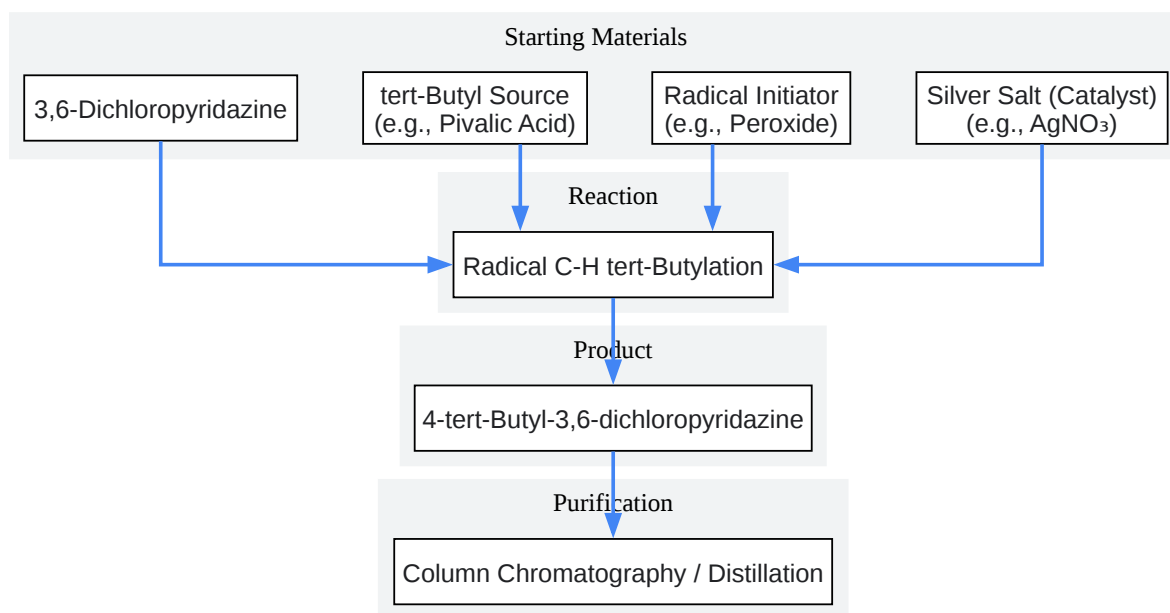 Starting Materials
3,6-Dichloropyridazine
tert-Butyl Source
(e.g., Pivalic Acid)
Radical Initiator
(e.g., Peroxide)
Silver Salt (Catalyst)
(e.g., AgNO₃)
Reaction
Radical C-H tert-Butylation
Product
4-tert-Butyl-3,6-dichloropyridazine
Purification
Column Chromatography / Distillation